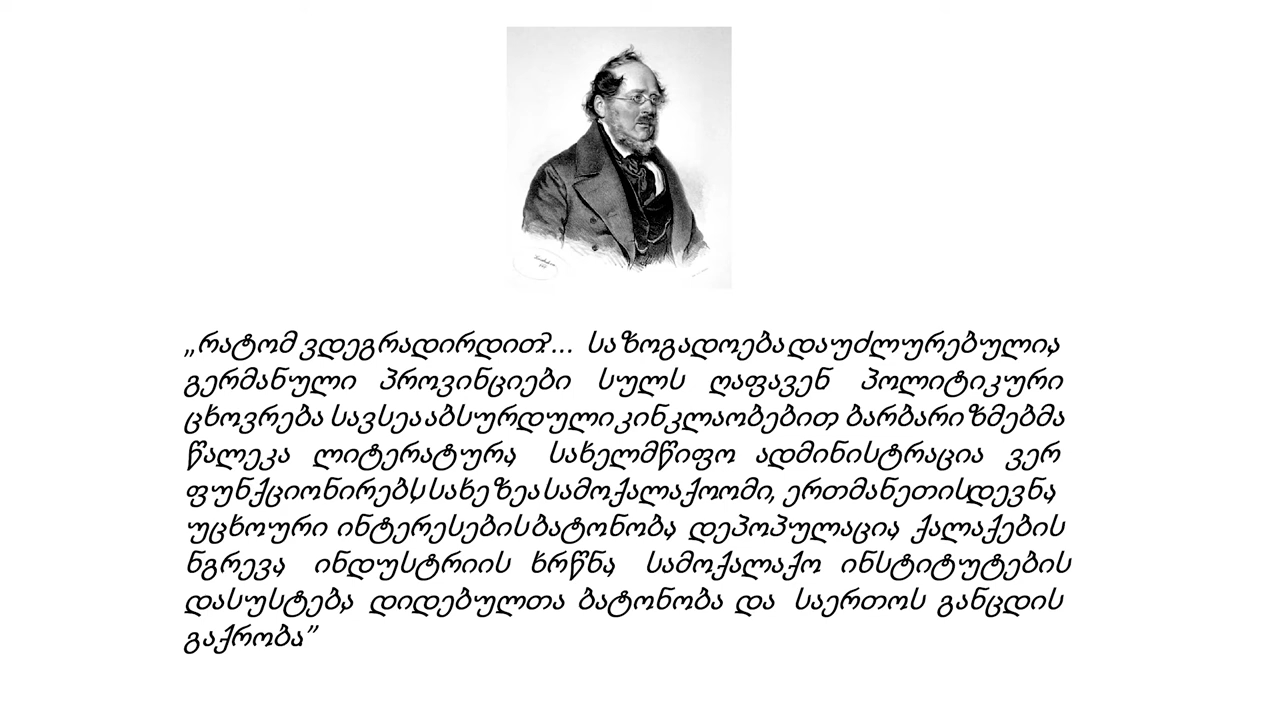 „რატომ ვდეგრადირდით?... საზოგადოება დაუძლურებულია,
გერმანული პროვინციები სულს ღაფავენ. პოლიტიკური
ცხოვრება სავსეა აბსურდული კინკლაობებით, ბარბარიზმებმა
წალეკა ლიტერატურა, სახელმწიფო ადმინისტრაცია ვერ
ფუნქციონირებს, სახეზეა სამოქალაქო ომი, ერთმანეთის დევნა,
უცხოური ინტერესების ბატონობა, დეპოპულაცია, ქალაქების
ნგრევა, ინდუსტრიის ხრწნა, სამოქალაქო ინსტიტუტების
დასუსტება, დიდებულთა ბატონობა და საერთოს განცდის
გაქრობა.”